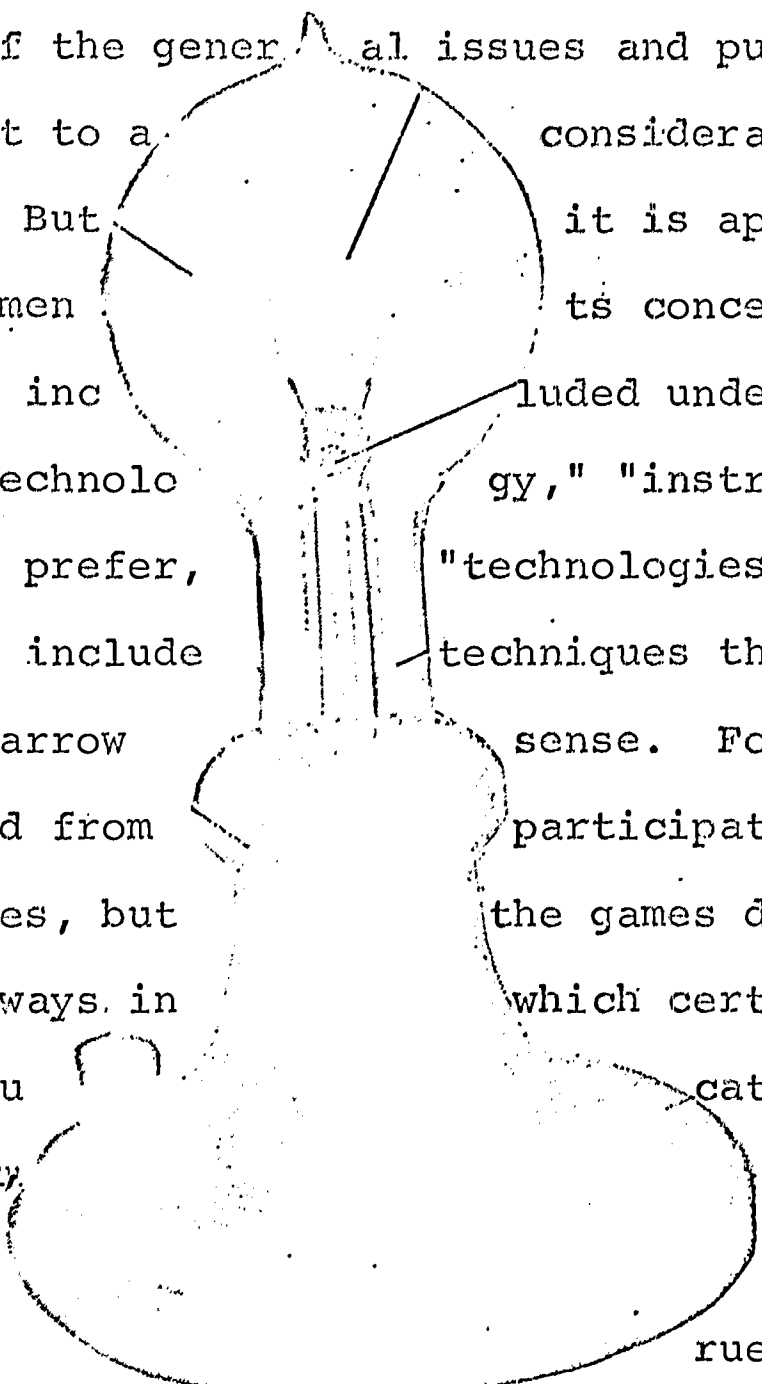 f the gener al issues and pu
t to a considera
But it is ap
men ts conce
inc luded unde
echnolo gy," "instr
prefer, "technologies
include techniques th
arrow sense. Fo
d from participat
es, but the games d
ways in which cert
u cat
rue